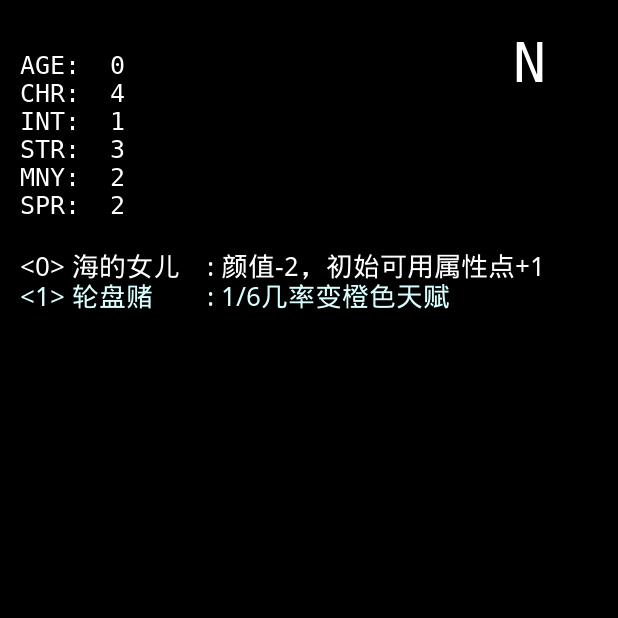 N
AGE: 0
CHR: 4
INT: 1
STR: 3
MNY: 2
SPR: 2
<0> 海的女儿 : 颜值-2，初始可用属性点+1
<1> 轮盘赌 : 1/6几率变橙色天赋